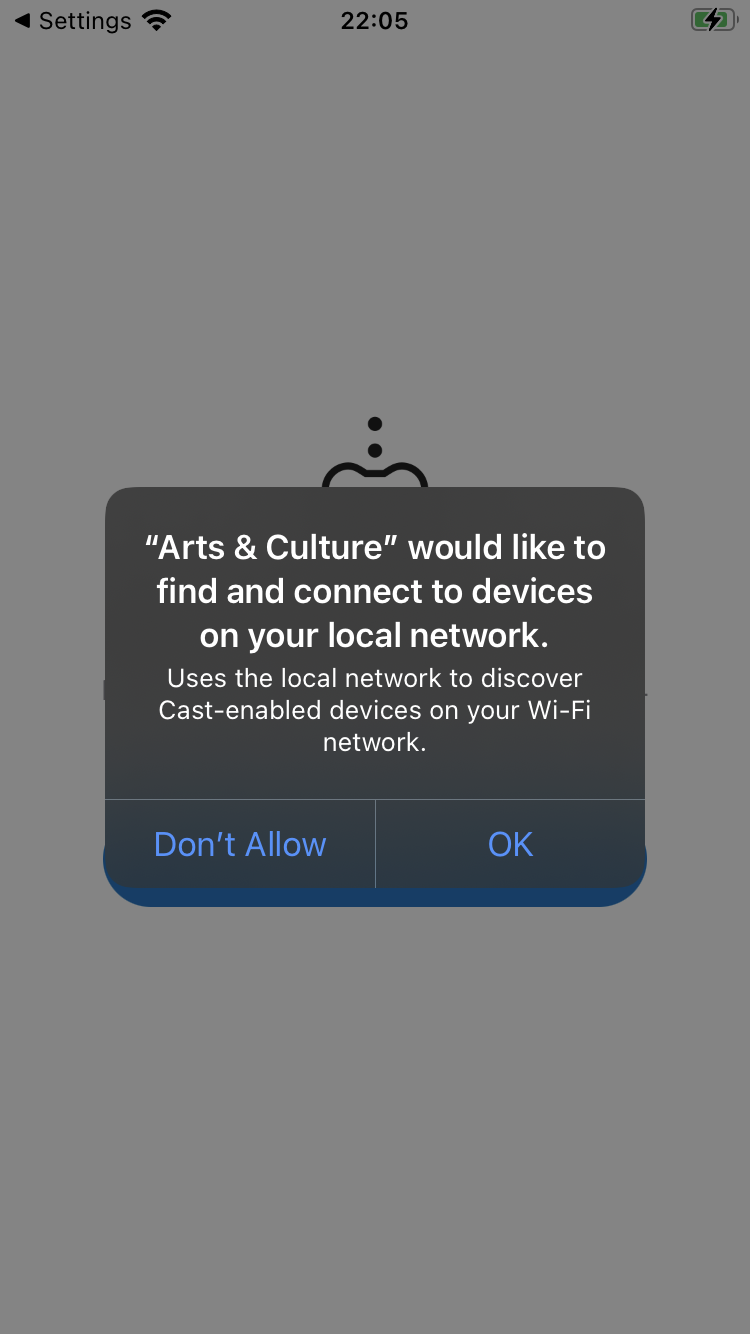 Settings
22:05
“Arts & Culture” would like to
find and connect to devices
on your local network.
Uses the local network to discover
Cast-enabled devices on your Wi-Fi
network.
Don’t Allow
OK